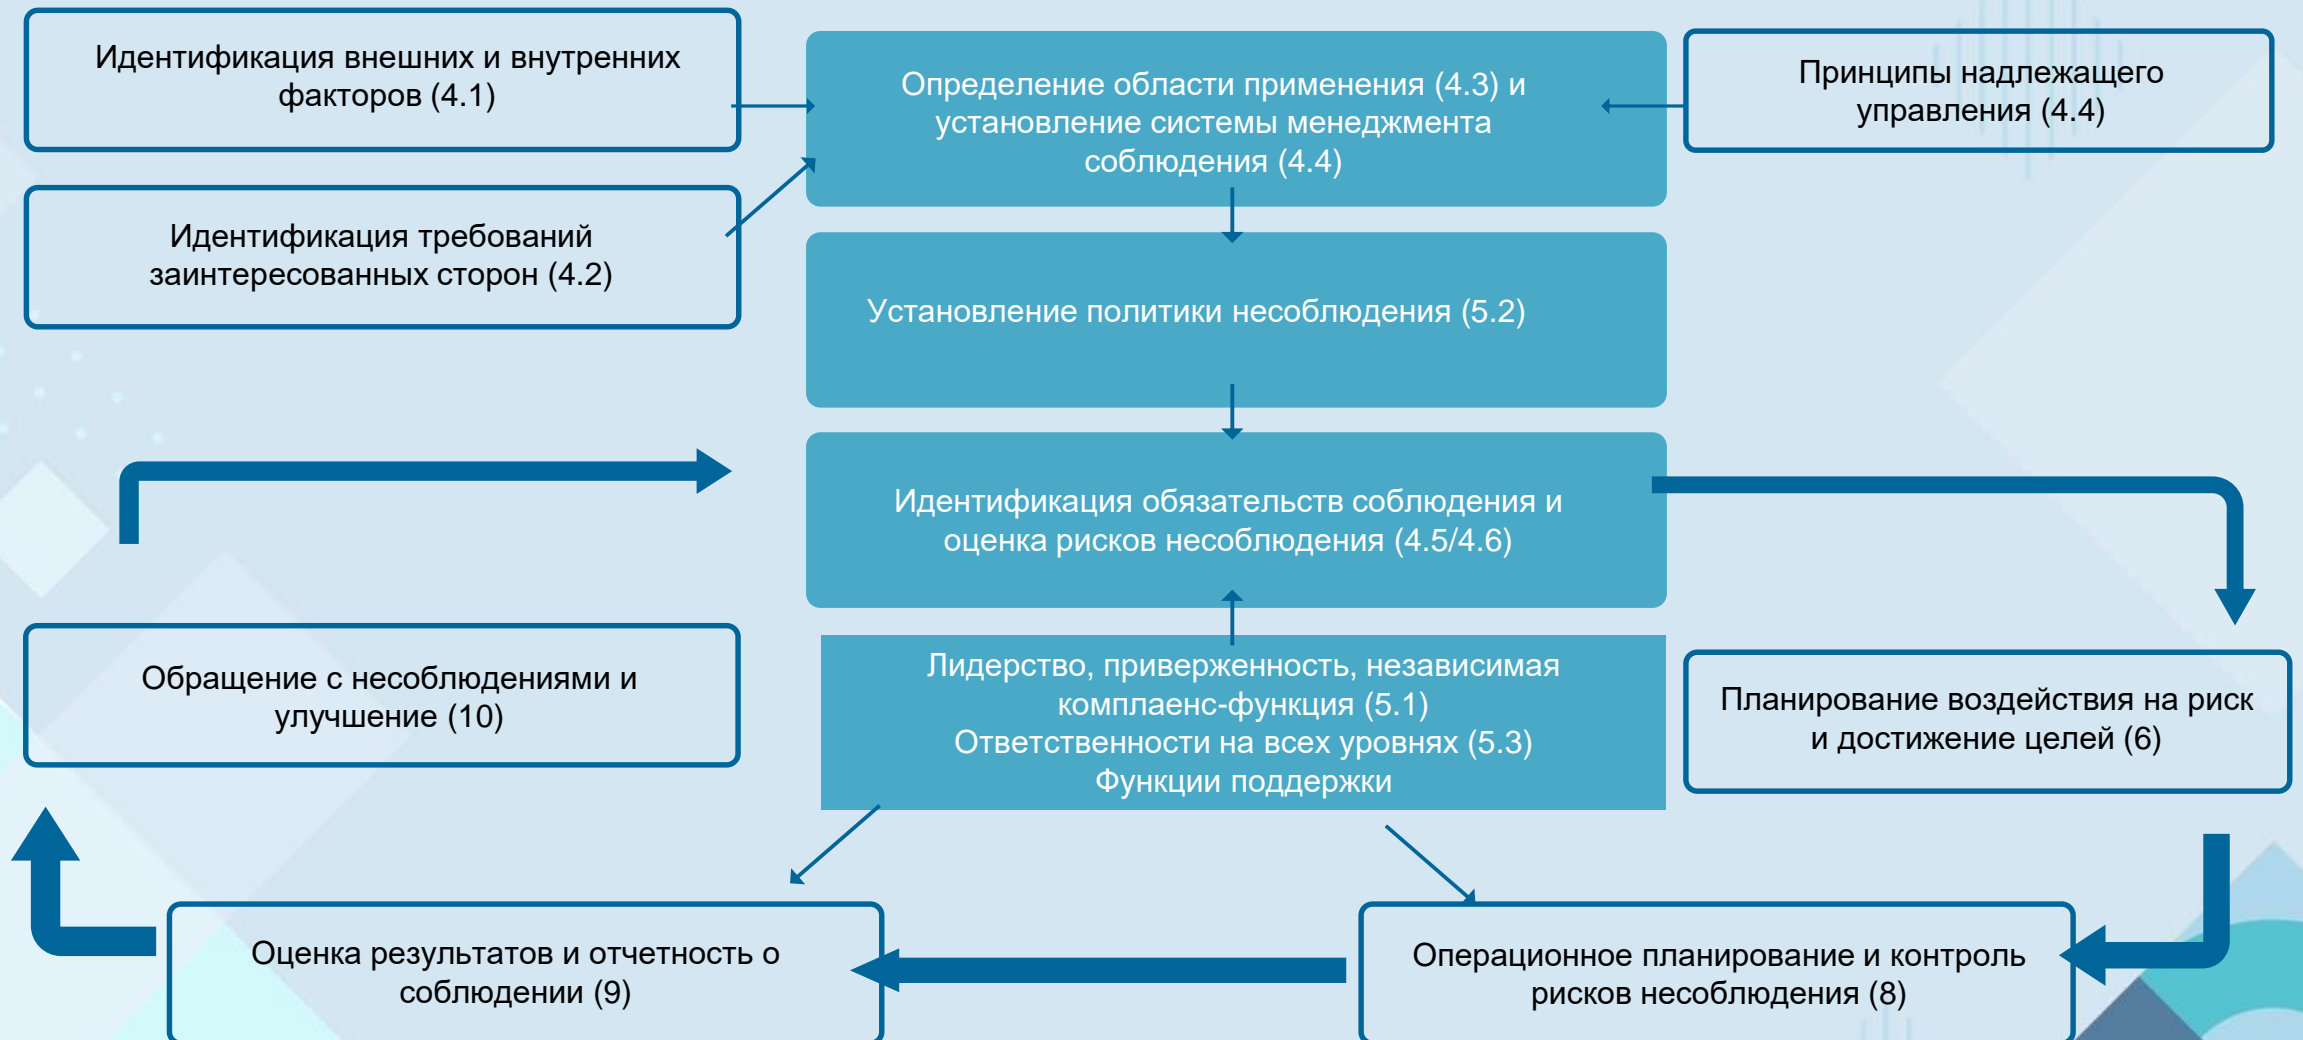 Идентификация внешних и внутренних
факторов (4.1)
Определение области применения (4.3) и
установление системы менеджмента
соблюдения (4.4)
Принципы надлежащего
управления (4.4)
Идентификация требований
заинтересованных сторон (4.2)
Установление политики несоблюдения (5.2)
Идентификация обязательств соблюдения и
оценка рисков несоблюдения (4.5/4.6)
Обращение с несоблюдениями и
улучшение (10)
Лидерство, приверженность, независимая
комплаенс-функция (5.1)
Ответственности на всех уровнях (5.3)
Функции поддержки
Планирование воздействия на риск
и достижение целей (6)
Оценка результатов и отчетность о
соблюдении (9)
Операционное планирование и контроль
рисков несоблюдения (8)